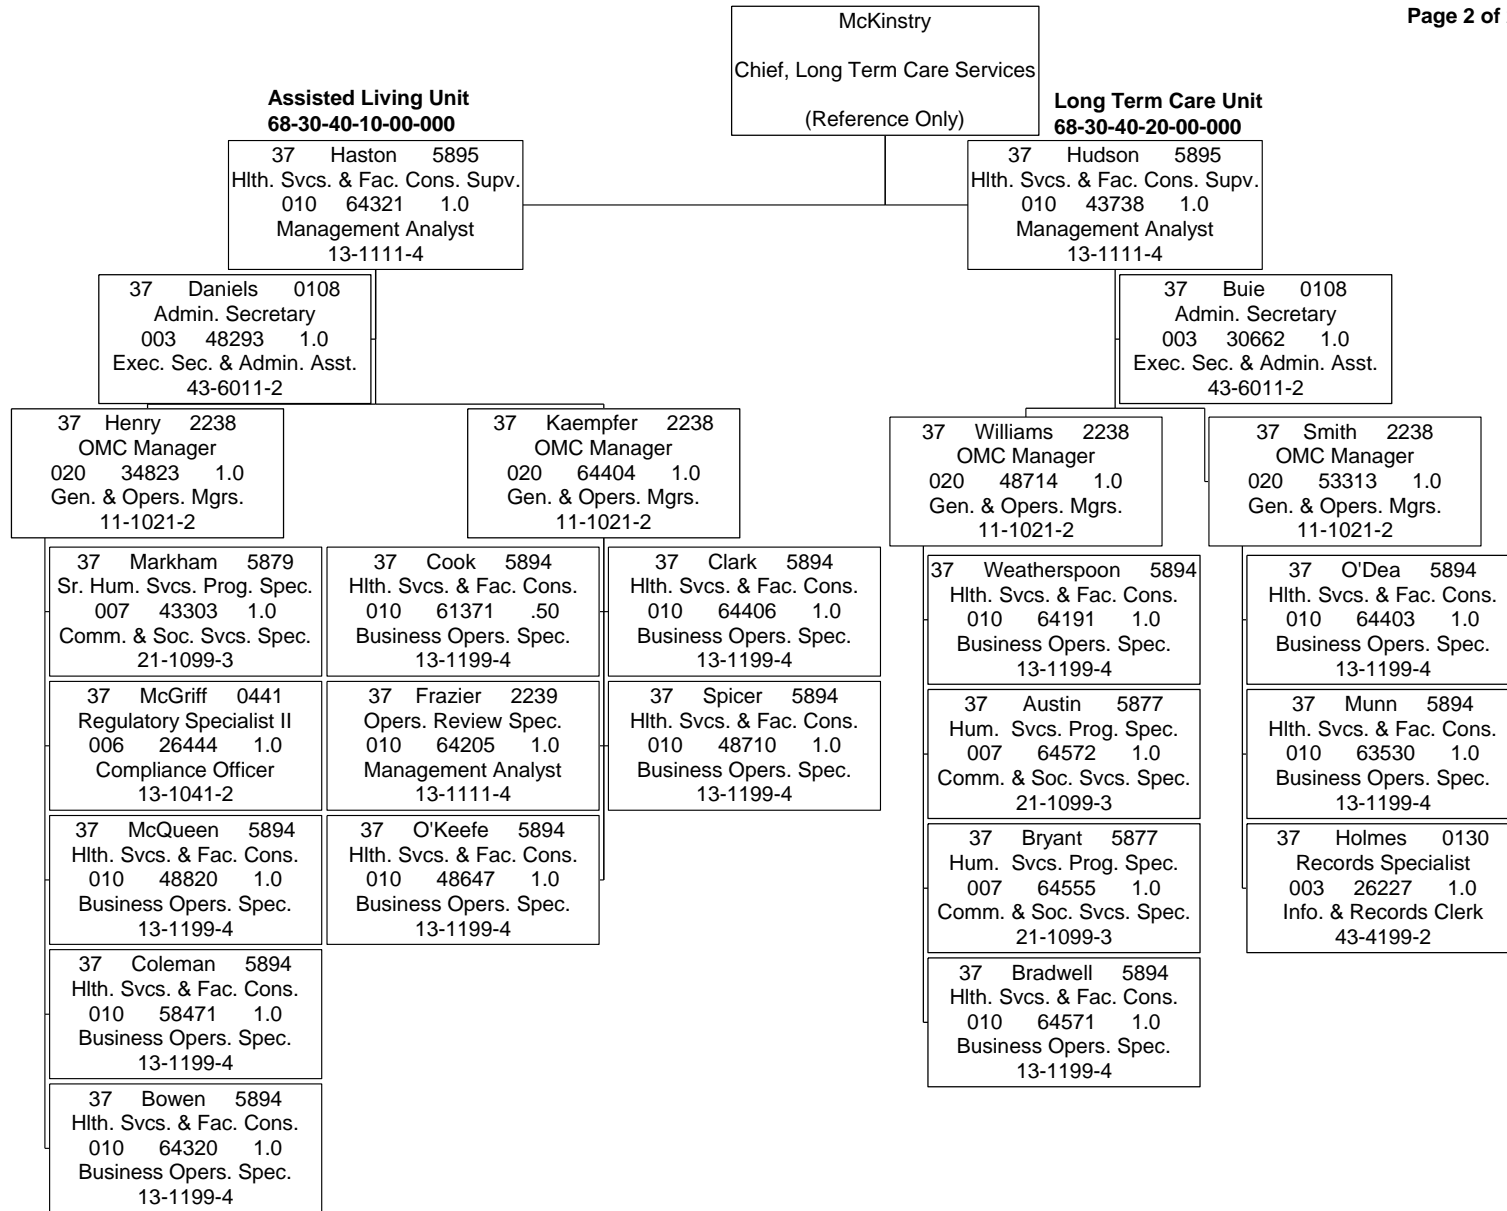 Page 2 of
McKinstry
Chief, Long Term Care Services
(Reference Only)
Assisted Living Unit
68-30-40-10-00-000
Long Term Care Unit
68-30-40-20-00-000
37 Haston 5895
Hlth. Svcs. & Fac. Cons. Supv.
010 64321 1.0
Management Analyst
13-1111-4
37 Hudson 5895
Hlth. Svcs. & Fac. Cons. Supv.
010 43738 1.0
Management Analyst
13-1111-4
37 Daniels 0108
Admin. Secretary
003 48293 1.0
Exec. Sec. & Admin. Asst.
43-6011-2
37 Buie 0108
Admin. Secretary
003 30662 1.0
Exec. Sec. & Admin. Asst.
43-6011-2
37 Henry 2238
OMC Manager
020 34823 1.0
Gen. & Opers. Mgrs.
11-1021-2
37 Kaempfer 2238
OMC Manager
020 64404 1.0
Gen. & Opers. Mgrs.
11-1021-2
37 Williams 2238
OMC Manager
020 48714 1.0
Gen. & Opers. Mgrs.
11-1021-2
37 Smith 2238
OMC Manager
020 53313 1.0
Gen. & Opers. Mgrs.
11-1021-2
37 Markham 5879
Sr. Hum. Svcs. Prog. Spec.
007 43303 1.0
Comm. & Soc. Svcs. Spec.
21-1099-3
37 Cook 5894
Hlth. Svcs. & Fac. Cons.
010 61371 .50
Business Opers. Spec.
13-1199-4
37 Clark 5894
Hlth. Svcs. & Fac. Cons.
010 64406 1.0
Business Opers. Spec.
13-1199-4
37 Weatherspoon 5894
Hlth. Svcs. & Fac. Cons.
010 64191 1.0
Business Opers. Spec.
13-1199-4
37 O'Dea 5894
Hlth. Svcs. & Fac. Cons.
010 64403 1.0
Business Opers. Spec.
13-1199-4
37 McGriff 0441
Regulatory Specialist II
006 26444 1.0
Compliance Officer
13-1041-2
37 Frazier 2239
Opers. Review Spec.
010 64205 1.0
Management Analyst
13-1111-4
37 Spicer 5894
Hlth. Svcs. & Fac. Cons.
010 48710 1.0
Business Opers. Spec.
13-1199-4
37 Austin 5877
Hum. Svcs. Prog. Spec.
007 64572 1.0
Comm. & Soc. Svcs. Spec.
21-1099-3
37 Munn 5894
Hlth. Svcs. & Fac. Cons.
010 63530 1.0
Business Opers. Spec.
13-1199-4
37 McQueen 5894
Hlth. Svcs. & Fac. Cons.
010 48820 1.0
Business Opers. Spec.
13-1199-4
37 O'Keefe 5894
Hlth. Svcs. & Fac. Cons.
010 48647 1.0
Business Opers. Spec.
13-1199-4
37 Bryant 5877
Hum. Svcs. Prog. Spec.
007 64555 1.0
Comm. & Soc. Svcs. Spec.
21-1099-3
37 Holmes 0130
Records Specialist
003 26227 1.0
Info. & Records Clerk
43-4199-2
37 Coleman 5894
Hlth. Svcs. & Fac. Cons.
010 58471 1.0
Business Opers. Spec.
13-1199-4
37 Bradwell 5894
Hlth. Svcs. & Fac. Cons.
010 64571 1.0
Business Opers. Spec.
13-1199-4
37 Bowen 5894
Hlth. Svcs. & Fac. Cons.
010 64320 1.0
Business Opers. Spec.
13-1199-4